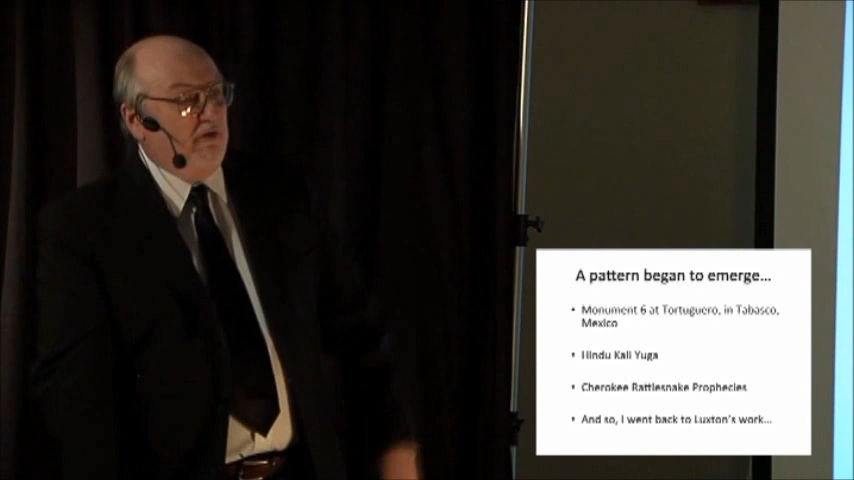 A pattern began to emerge...
• Monument 6 at Tortuguero, in Tabasco,
Mexico
• Hindu Kali Yuga
• Cherokee Rattlesnake Prophecies
• And so, I went back to Luxton's work...